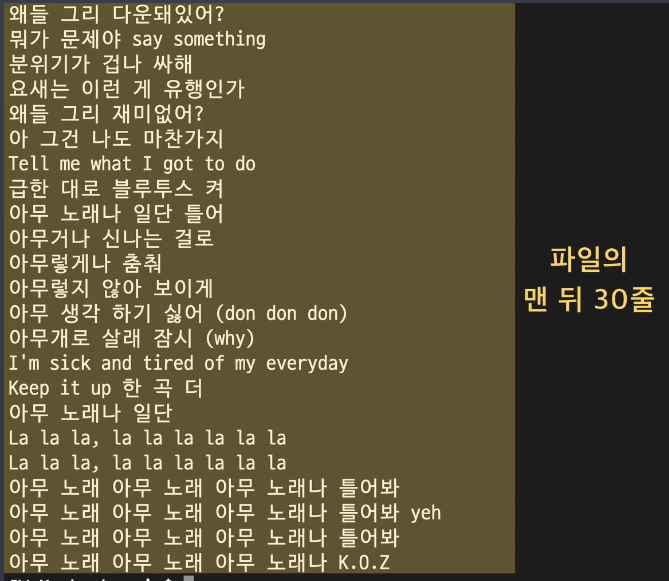 왜들 그리 다운돼있어?
뭐가 문제야 say something
분위기가 겁나 싸해
요새는 이런 게 유행인가
왜들 그리 재미없어?
아 그건 나도 마찬가지
Tell me what I got to do
급한 대로 블루투스 켜
아무 노래나 일단 틀어
아무거나 신나는 걸로
아무렇게나 춤춰
아무렇지 않아 보이게
아무 생각 하기 싫어 (don don don)
아무개로 살래 잠시 (why)
I'm sick and tired of my everyday
Keep it up 한 곡 더
아무 노래나 일단
La la la, la la la la la la
La la la, la la la la la la
아무 노래 아무 노래 아무 노래나 틀어봐
아무 노래 아무 노래 아무 노래나 틀어봐 yeh
아무 노래 아무 노래 아무 노래나 틀어봐
아무 노래 아무 노래 아무 노래나 K.O.Z
파일의
맨 뒤 30줄